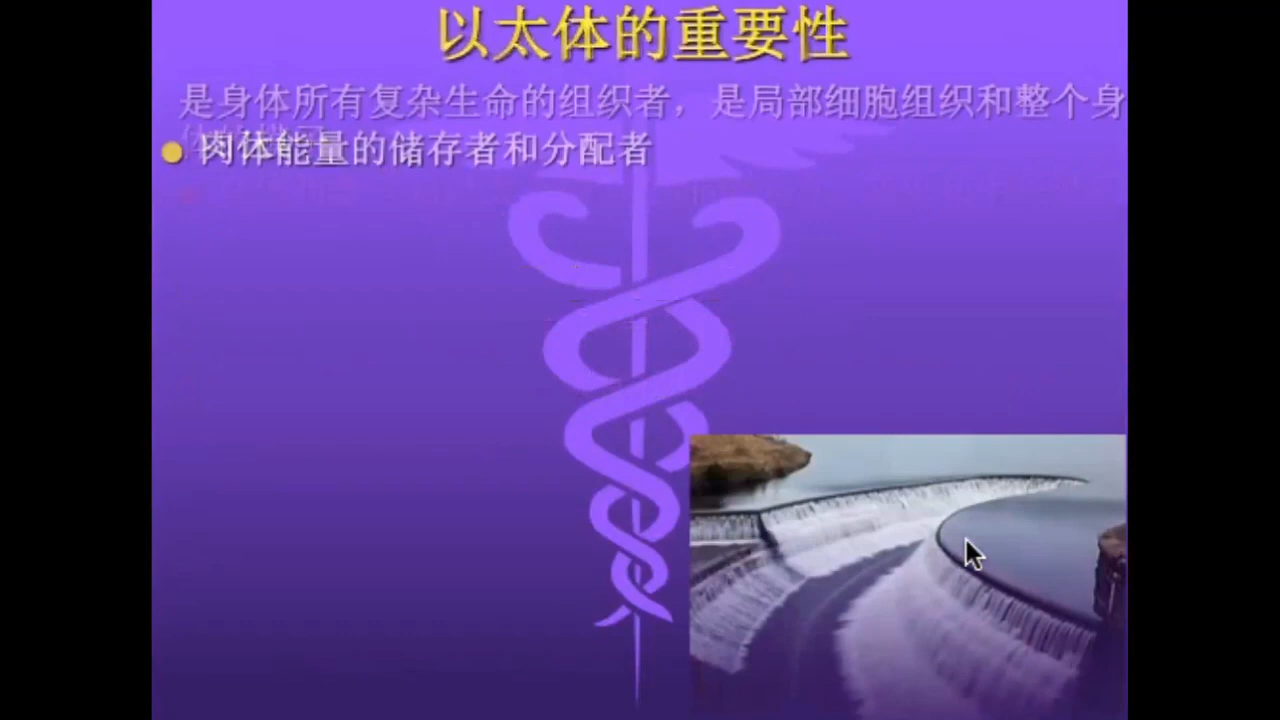 以太体的重要性
是身体所有复杂生命的组织者，是局部细胞组织和整个身
肉体能量的储存者和分配者